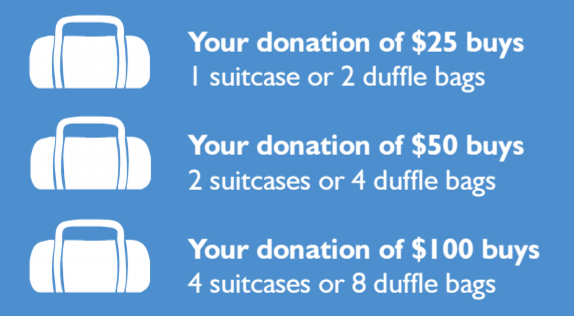 Your donation of $25 buys
1 suitcase or 2 duffle bags
Your donation of $50 buys
2 suitcases or 4 duffle bags
Your donation of $100 buys
4 suitcases or 8 duffle bags